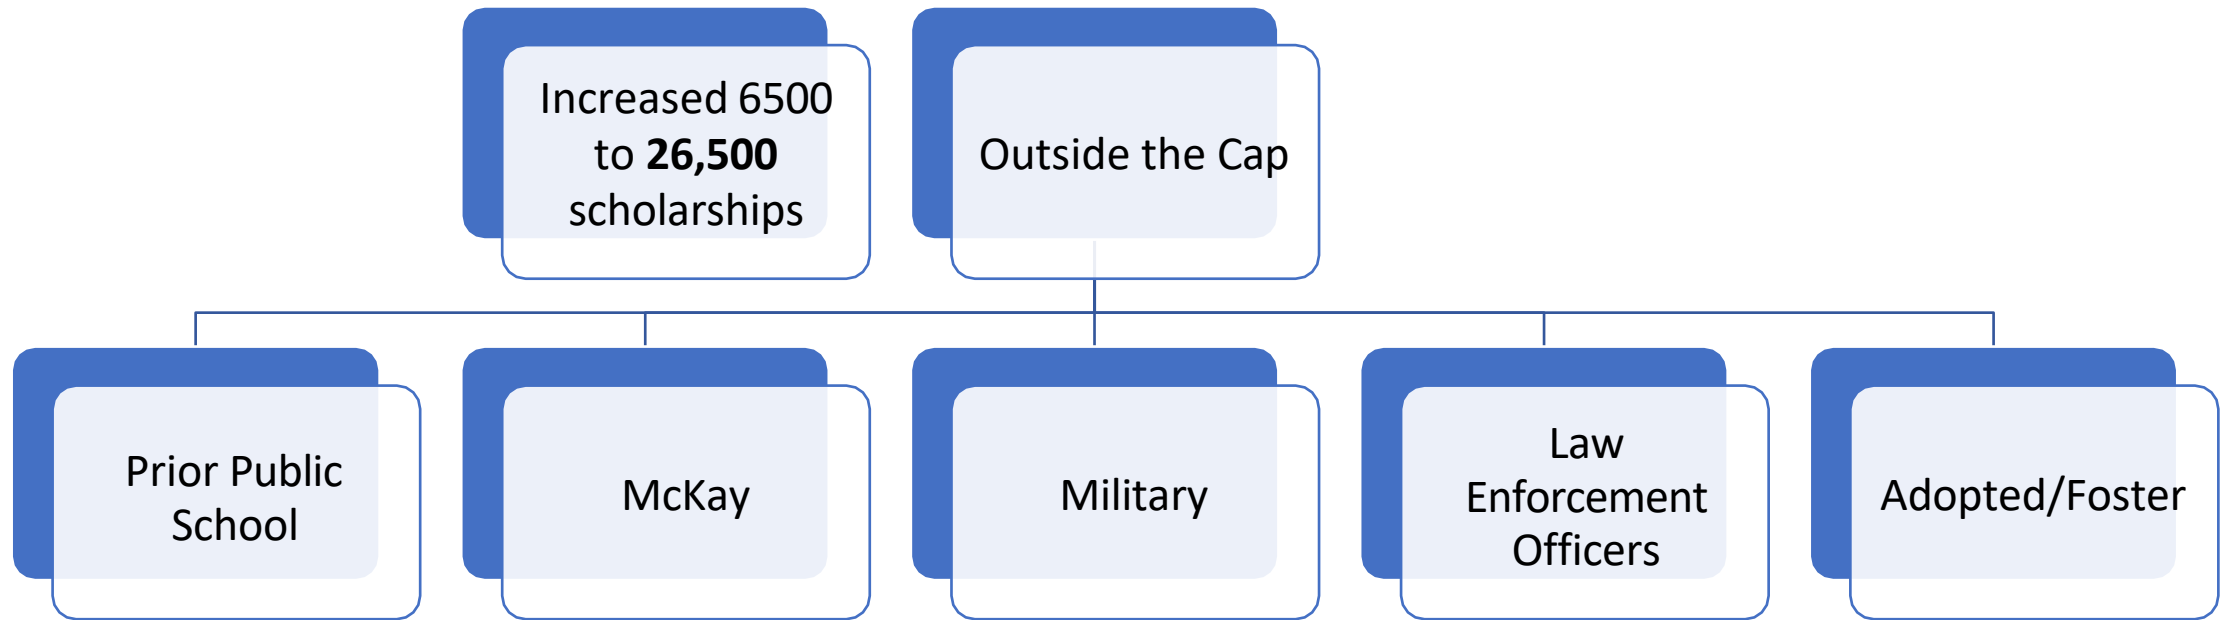 Increased 6500
to 26,500
scholarships
Outside the Cap
Prior Public
School
McKay
Military
Law
Enforcement
Officers
Adopted/Foster